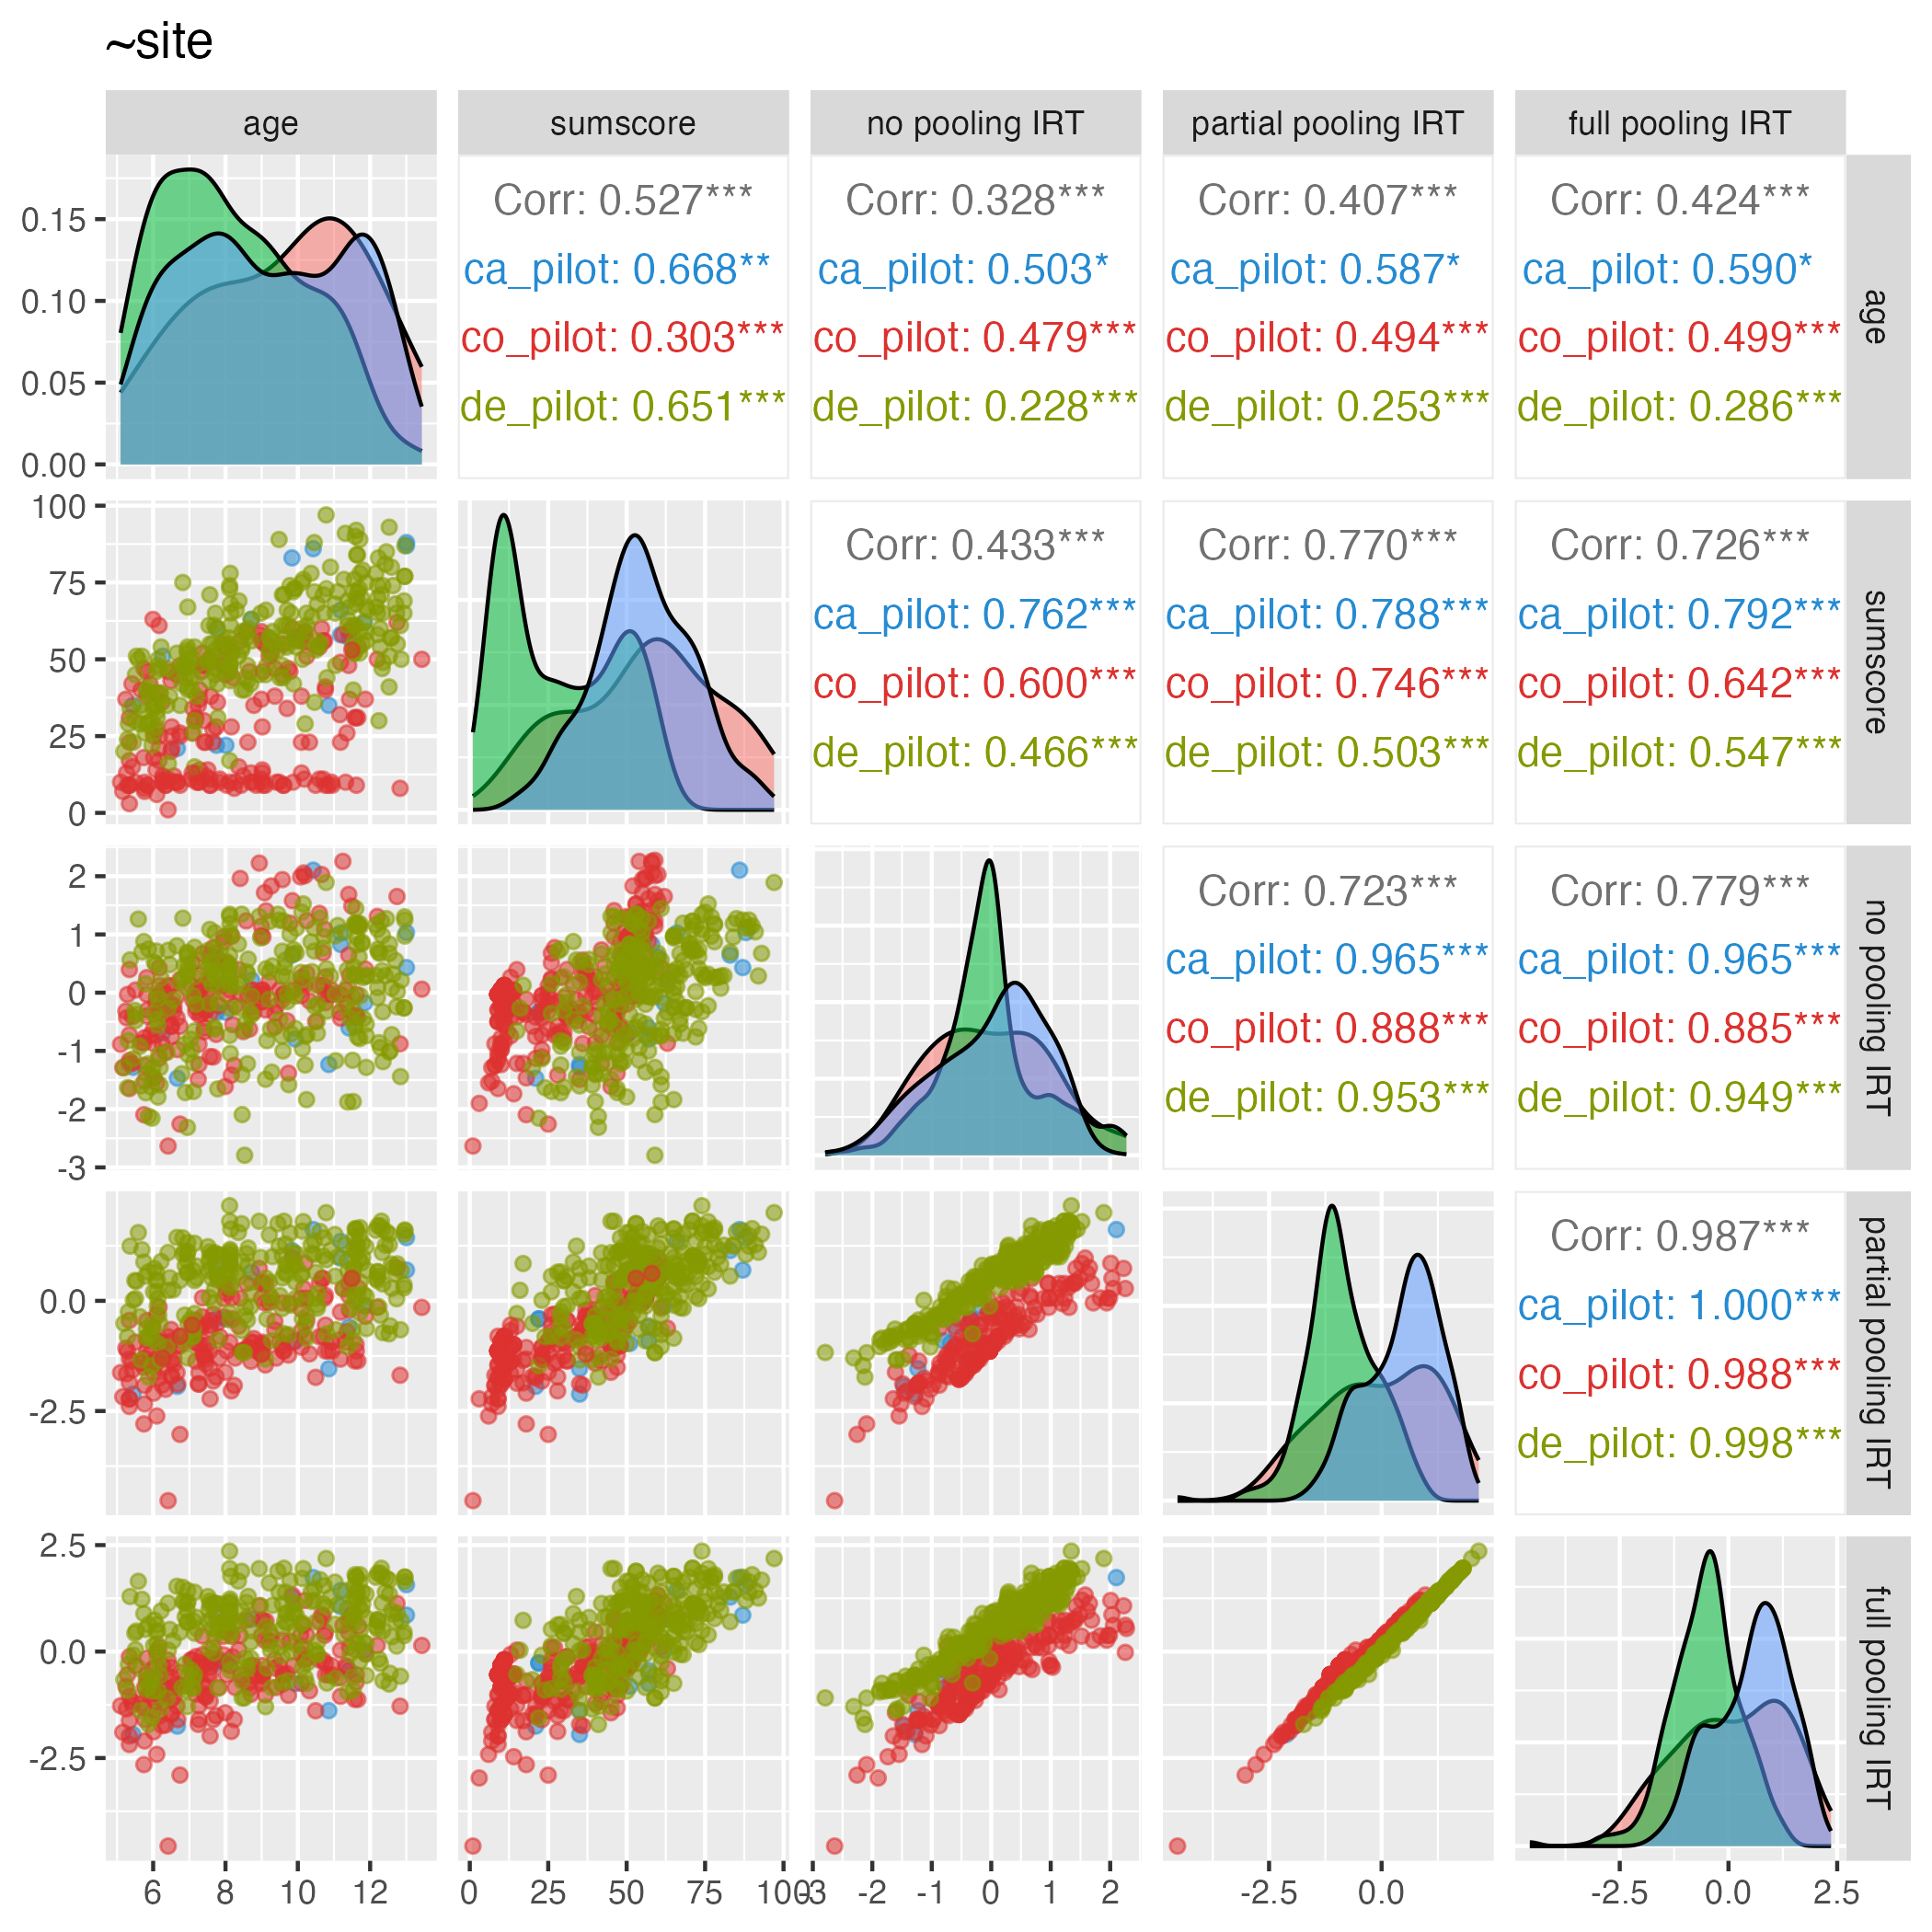 ~site
age
sumscore
no pooling IRT
partial pooling IRT
full pooling IRT
0.15
0.10
0.05
0.00
Corr: 0.527***
ca_pilot: 0.668**
co_pilot: 0.303***
de_pilot: 0.651***
Corr: 0.328***
ca_pilot: 0.503*
co_pilot: 0.479***
de_pilot: 0.228***
Corr: 0.407***
ca_pilot: 0.587*
co_pilot: 0.494***
de_pilot: 0.253***
Corr: 0.424***
ca_pilot: 0.590*
co_pilot: 0.499***
de_pilot: 0.286***
age
100
75
50
25
0
Corr: 0.433***
ca_pilot: 0.762***
co_pilot: 0.600***
de_pilot: 0.466***
Corr: 0.770***
ca_pilot: 0.788***
co_pilot: 0.746***
de_pilot: 0.503***
Corr: 0.726***
ca_pilot: 0.792***
co_pilot: 0.642***
de_pilot: 0.547***
sumscore
2
1
0
-1
-2
-3
Corr: 0.723***
ca_pilot: 0.965***
co_pilot: 0.888***
de_pilot: 0.953***
Corr: 0.779***
ca_pilot: 0.965***
co_pilot: 0.885***
de_pilot: 0.949***
no pooling IRT
0.0
-2.5
Corr: 0.987***
ca_pilot: 1.000***
co_pilot: 0.988***
de_pilot: 0.998***
partial pooling IRT
2.5
0.0
-2.5
full pooling IRT
6 8 10 12
0 25 50 75 100
-3 -2 -1 0 1 2
-2.5 0.0
-2.5 0.0 2.5